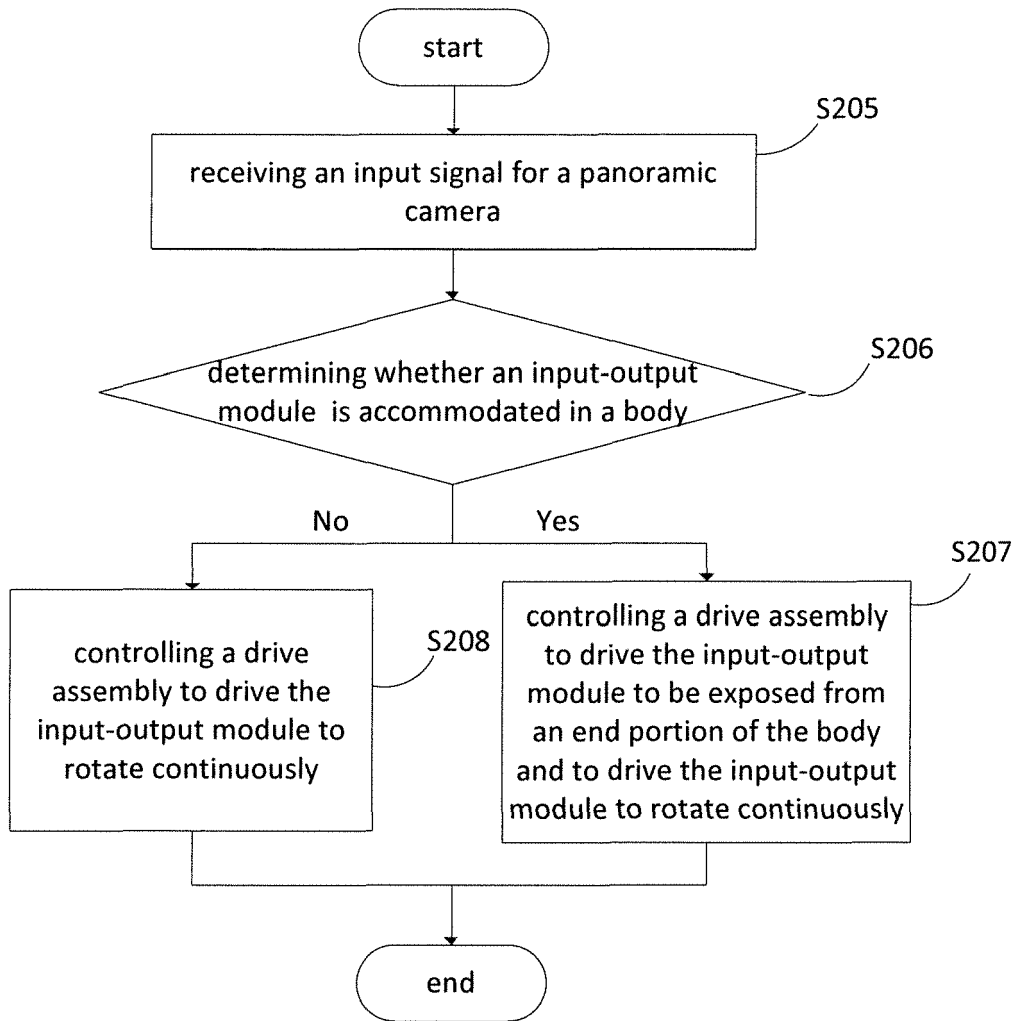 start
S205
receiving an input signal for a panoramic
camera
S206
determining whether an input-output
module is accommodated in a body
No
Yes
S207
controlling a drive
assembly to drive the
input-output module to
rotate continuously
S208
controlling a drive assembly
to drive the input-output
module to be exposed from
an end portion of the body
and to drive the input-output
module to rotate continuously
end